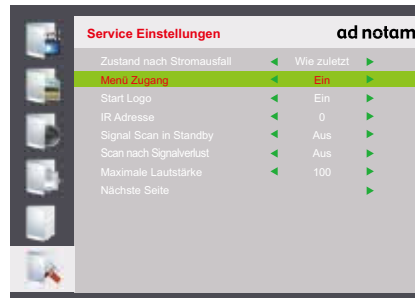 Service Einstellungen
ad notam
Zustand nach Stromausfall Wie zuletzt
Menü Zugang Ein
Start Logo Ein
IR Adresse 0
Signal Scan in Standby Aus
Scan nach Signalverlust Aus
Maximale Lautstärke 100
Nächste Seite